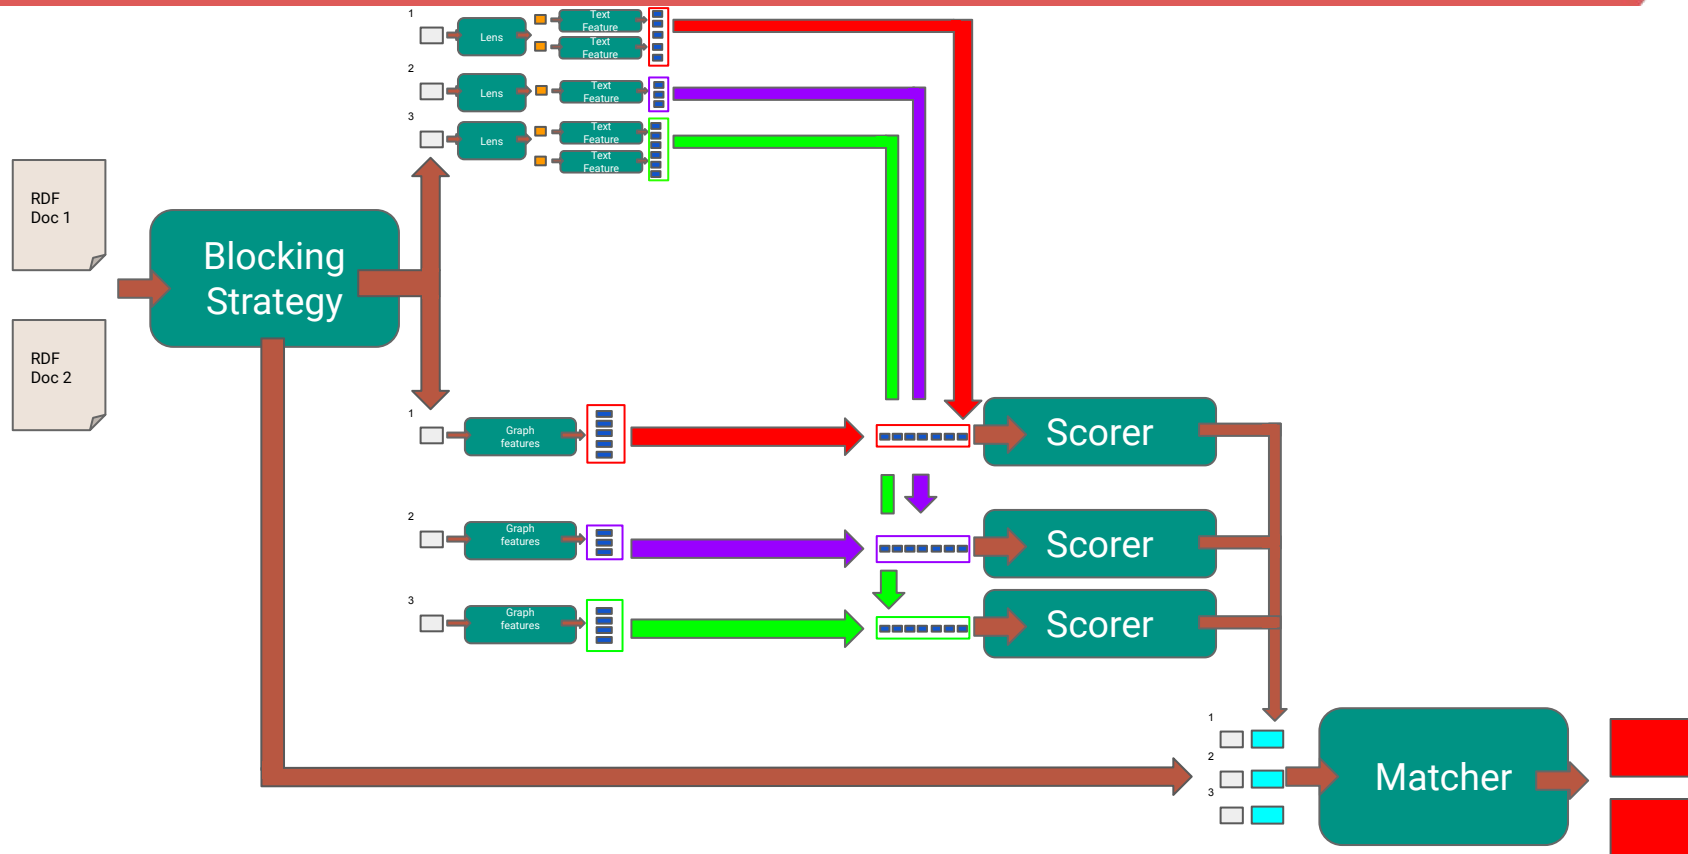 1
Lens
Text
Feature
Text
Feature
2
Lens
Text
Feature
3
Lens
Text
Feature
Text
Feature
RDF
Doc 1
Blocking
Strategy
RDF
Doc 2
1
Graph
features
Scorer
2
Graph
features
Scorer
3
Graph
features
Scorer
1
2
3
Matcher